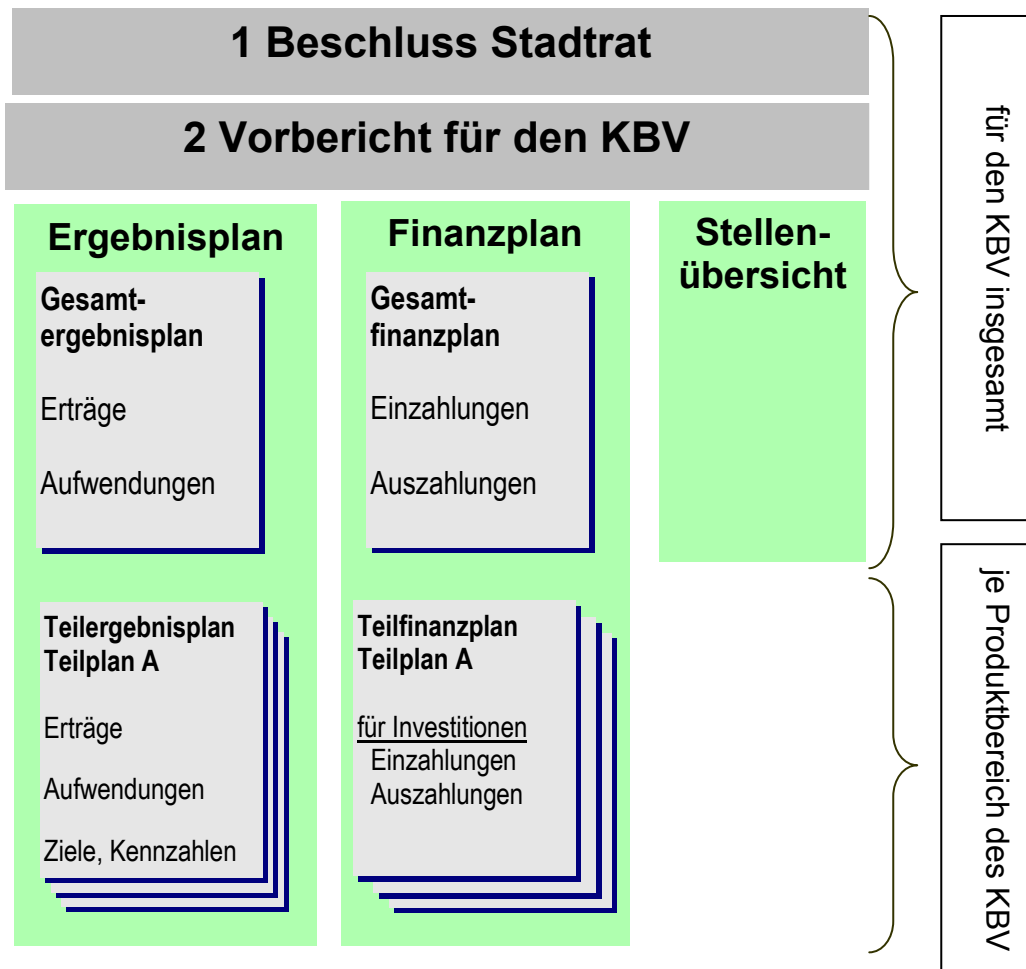 1 Beschluss Stadtrat
2 Vorbericht für den KBV
Ergebnisplan
Gesamt-
ergebnisplan
Erträge
Aufwendungen
Teilergebnisplan
Teilplan A
Erträge
Aufwendungen
Ziele, Kennzahlen
Finanzplan
Gesamt-
finanzplan
Einzahlungen
Auszahlungen
Teilfinanzplan
Teilplan A
für Investitionen
Einzahlungen
Auszahlungen
Stellen-
übersicht
für den KBV insgesamt
je Produktbereich des KBV